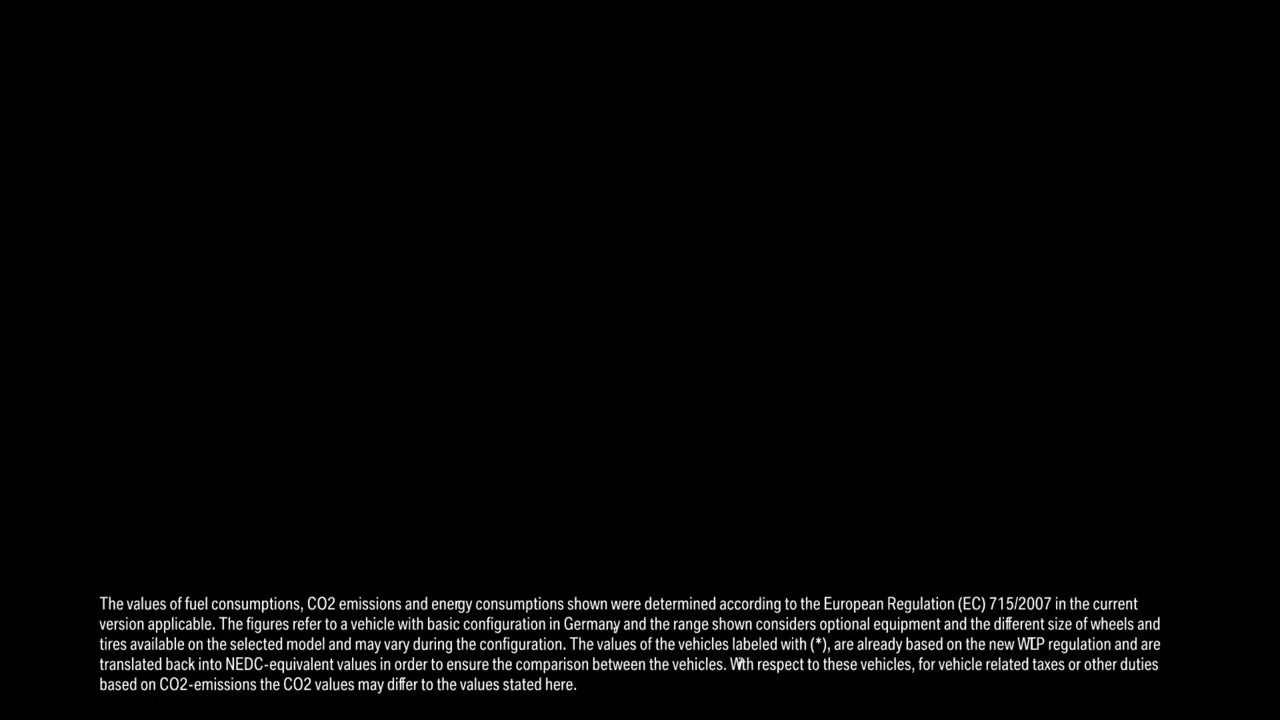 The values of fuel consumptions, CO2 emissions and energy consumptions shown were determined according to the European Regulation (EC) 715/2007 in the current
version applicable. The figures refer to a vehicle with basic configuration in Germany and the range shown considers optional equipment and the different size of wheels and
tires available on the selected model and may vary during the configuration. The values of the vehicles labeled with (*), are already based on the new WLTP regulation and are
translated back into NEDC-equivalent values in order to ensure the comparison between the vehicles. With respect to these vehicles, for vehicle related taxes or other duties
based on CO2-emissions the CO2 values may differ to the values stated here.